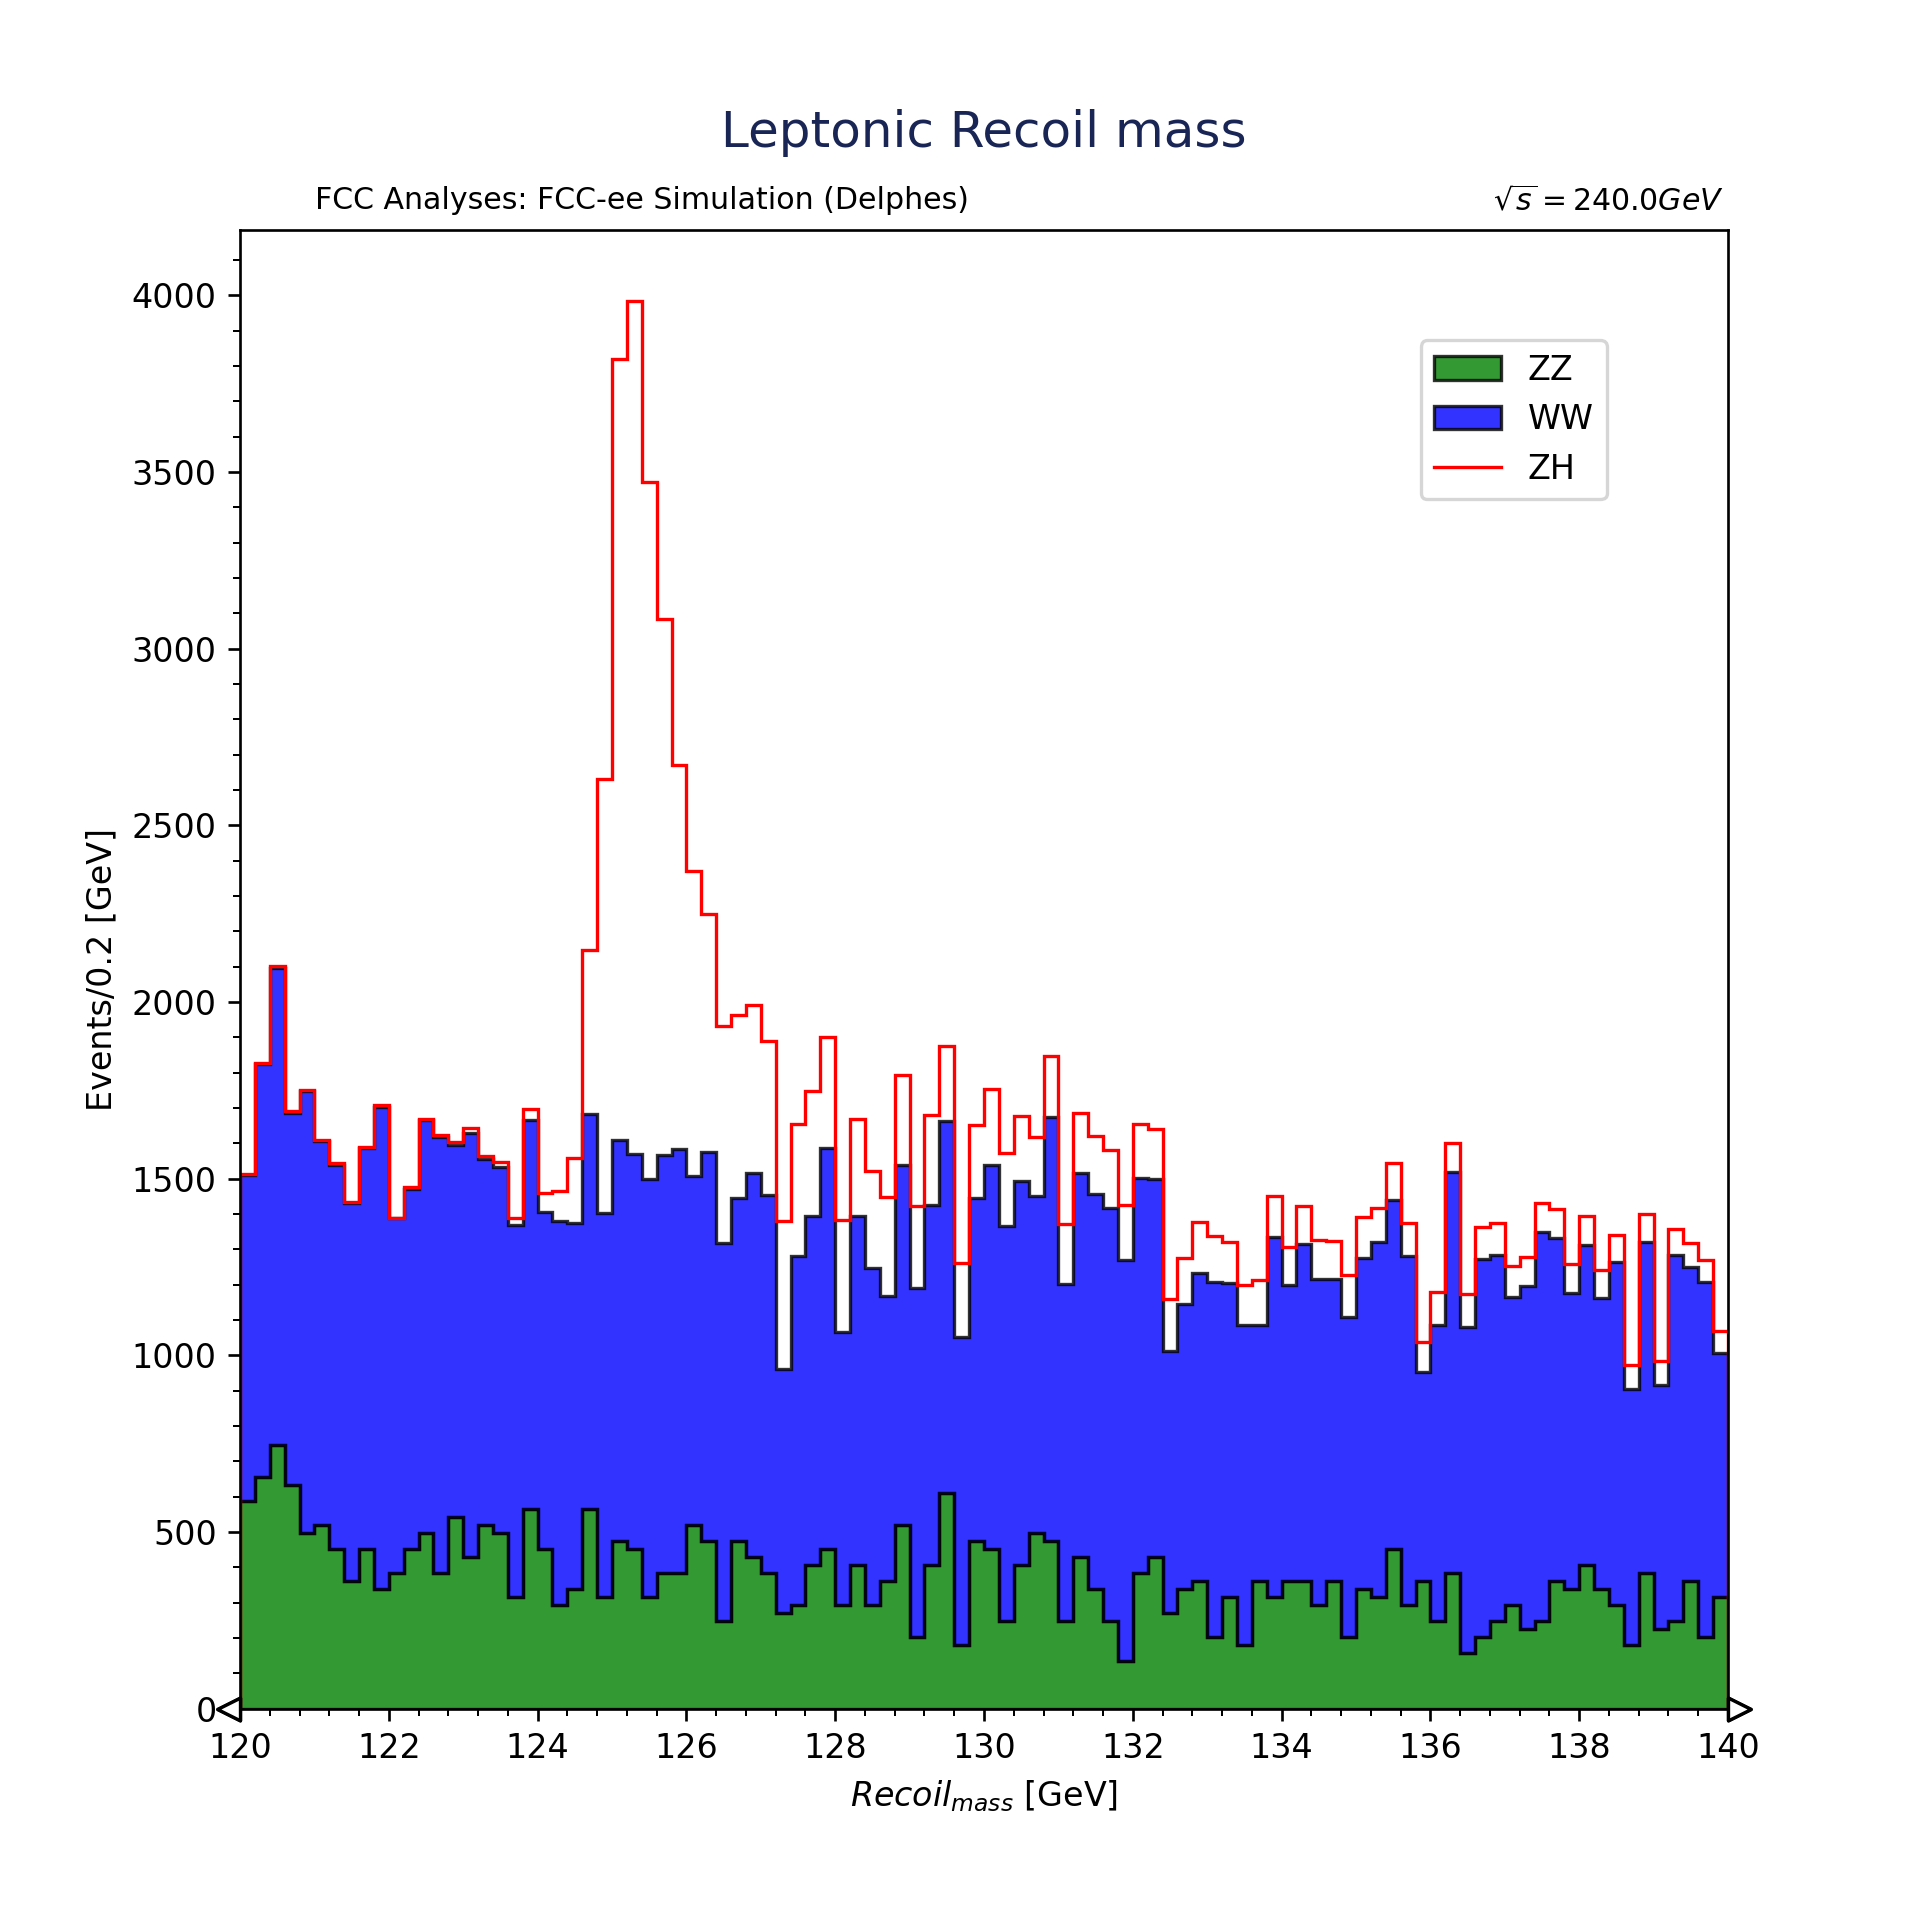 Leptonic Recoil mass
FCC Analyses: FCC-ee Simulation (Delphes)
√s = 240.0GeV
ZZ
WW
ZH
Events/0.2 [GeV]
4000
3500
3000
2500
2000
1500
1000
500
0
120 122 124 126 128 130 132 134 136 138 140
Recoil_mass [GeV]